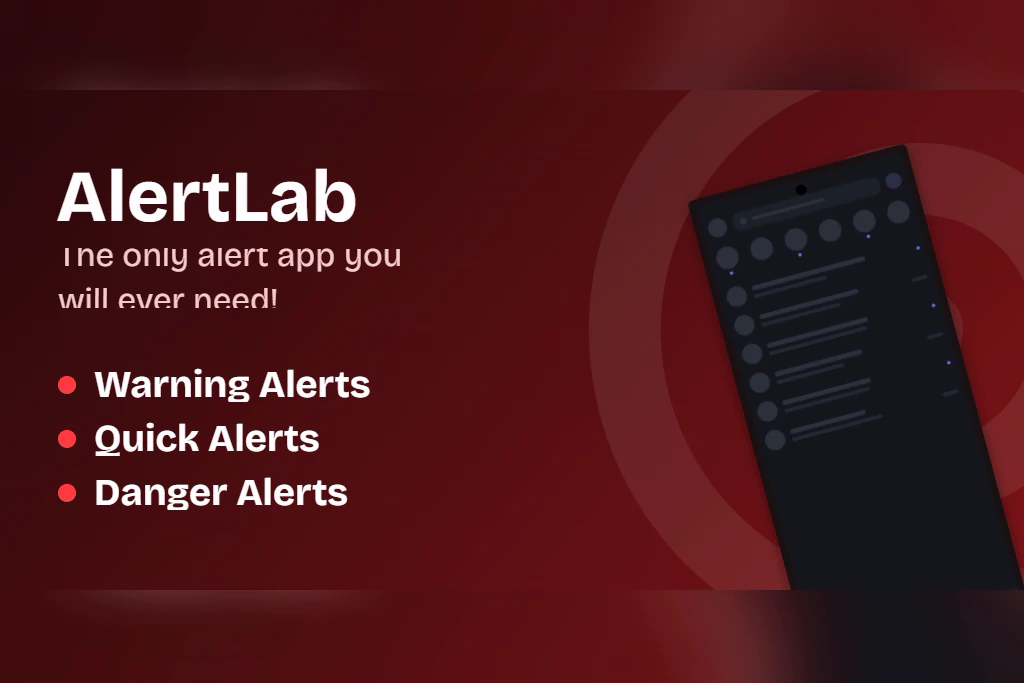 AlertLab
The only alert app you
will ever need!
Warning Alerts
Quick Alerts
Danger Alerts